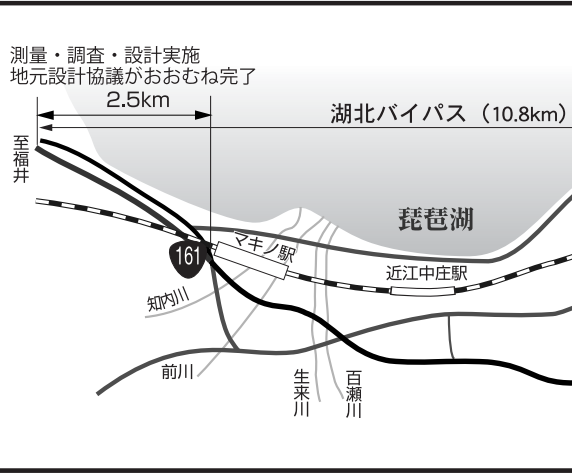 測量・調査・設計実施
地元設計協議がおおむね完了
2.5km
湖北バイパス（10.8km）
至福井
琵琶湖
161
マキノ駅
近江中庄駅
知内川
前川
生来川
百瀬川